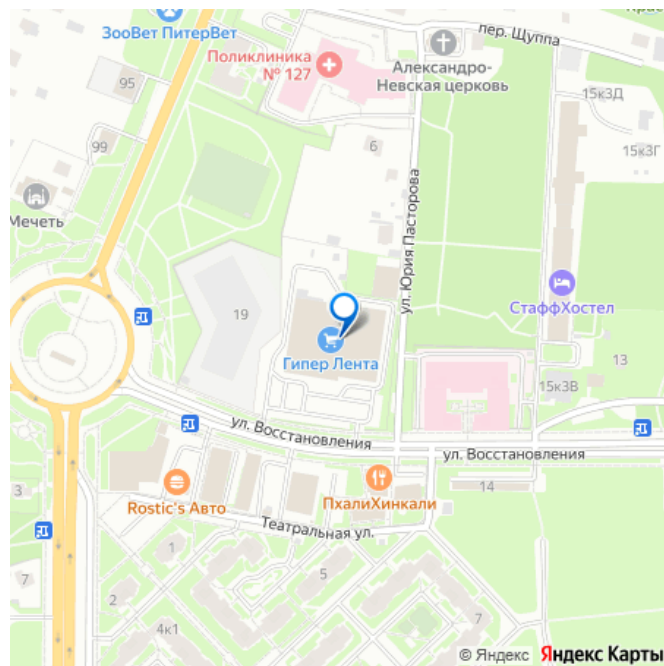 Крас
пер. Щуппа
ЗооВет ПитерВет
Поликлиника
№ 127
Александро-
Невская церковь
95
15к3Д
99
6
15к3Г
ул. Юрия Пасторова
Мечеть
СтаффХостел
19
Гипер Лента
13
15к3В
ул. Восстановления
ул. Восстановления
3
Rostic's Авто
ПхалиХинкали
14
Театральная ул.
1
7
5
2
4к1
7
© Яндекс Яндекс Карты